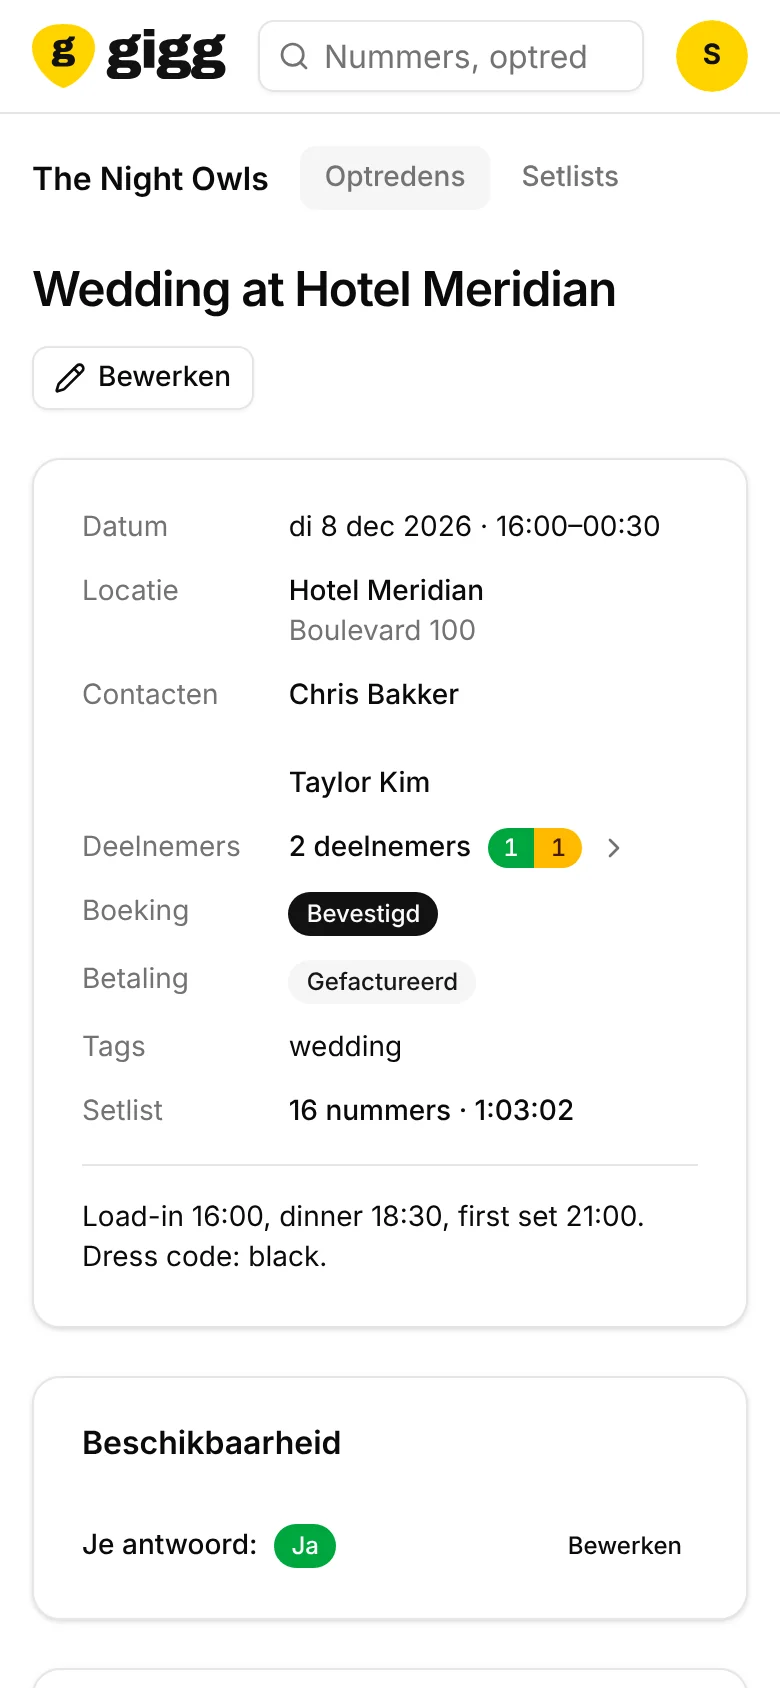 g gigg
Nummers, optred
S
The Night Owls
Optredens
Setlists
Wedding at Hotel Meridian
Bewerken
Datum
di 8 dec 2026 · 16:00–00:30
Locatie
Hotel Meridian
Boulevard 100
Contacten
Chris Bakker
Taylor Kim
Deelnemers
2 deelnemers 1 1
Boeking
Bevestigd
Betaling
Gefactureerd
Tags
wedding
Setlist
16 nummers · 1:03:02
Load-in 16:00, dinner 18:30, first set 21:00.
Dress code: black.
Beschikbaarheid
Je antwoord: Ja
Bewerken